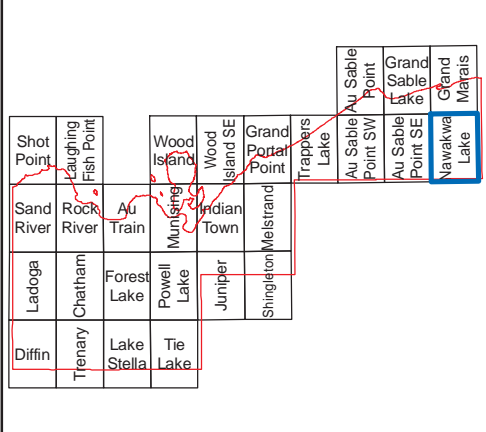 Au Sable
Point
Grand
Sable
Lake
Grand
Marais
Shot
Point
Laughing
Fish Point
Wood
Island
Wood
Island SE
Grand
Portal
Point
Trappers
Lake
Au Sable
Point SW
Au Sable
Point SE
Nawakwa
Lake
Sand
River
Rock
River
Au
Train
Munising
Indian
Town
Melstrand
Ladoga
Chatham
Forest
Lake
Powell
Lake
Juniper
Shingleton
Diffin
Trenary
Lake
Stella
Tie
Lake